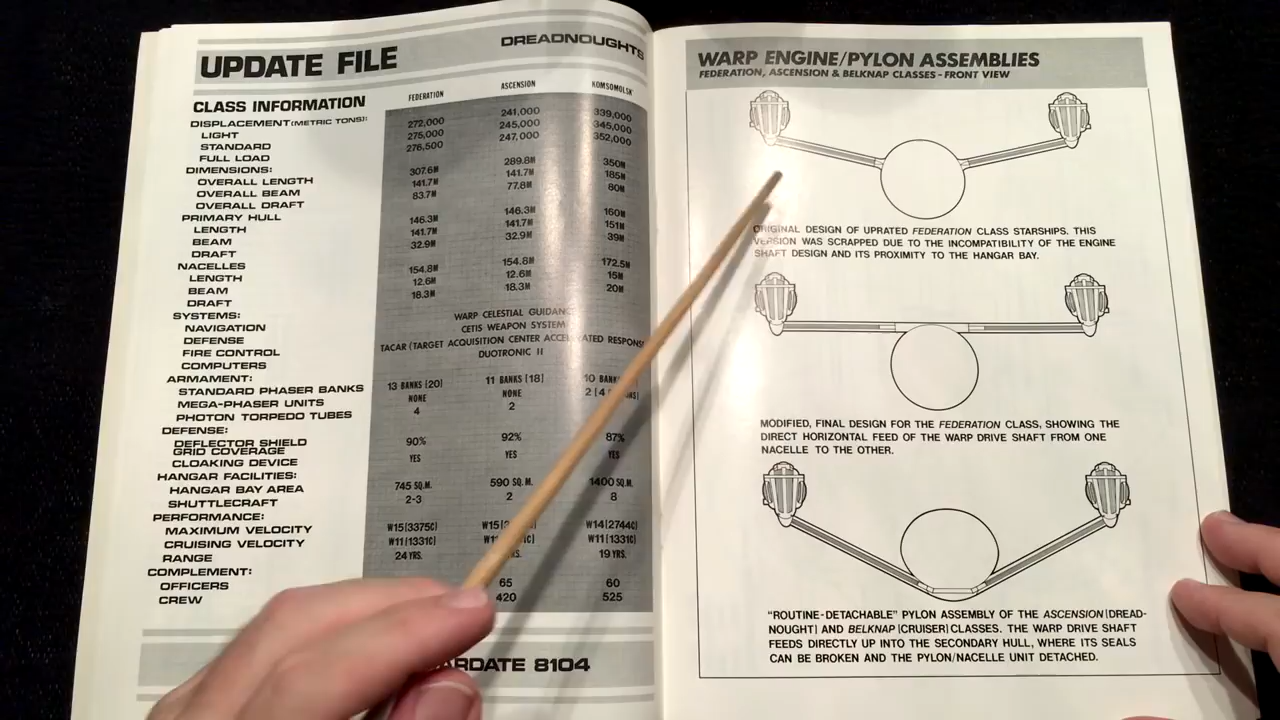 UPDATE FILE
DREADNOUGHTS
CLASS INFORMATION
FEDERATION ASCENSION KOMSOMOLSK
DISPLACEMENT (METRIC TONS):
LIGHT 272,000 241,000 339,000
STANDARD 275,000 245,000 345,000
FULL LOAD 276,500 247,000 352,000
DIMENSIONS:
OVERALL LENGTH 307.6M 289.8M 350M
OVERALL BEAM 141.7M 141.7M 185M
OVERALL DRAFT 83.7M 77.8M 80M
PRIMARY HULL
LENGTH 146.3M 146.3M 160M
BEAM 141.7M 141.7M 151M
DRAFT 32.9M 32.9M 39M
NACELLES
LENGTH 154.8M 154.8M 172.5M
BEAM 12.6M 12.6M 15M
DRAFT 18.3M 18.3M 20M
SYSTEMS:
NAVIGATION WARP CELESTIAL GUIDANCE
DEFENSE CETIS WEAPON SYSTEM
FIRE CONTROL TACAR (TARGET ACQUISITION CENTER RESPONSE
COMPUTERS DUOTRONIC II
ARMAMENT:
STANDARD PHASER BANKS 13 BANKS (20) 11 BANKS (18) 10
MEGA-PHASER UNITS NONE NONE 2
PHOTON TORPEDO TUBES 4 2
DEFENSE:
DEFLECTOR SHIELD
GRID COVERAGE 90% 92% 87%
CLOAKING DEVICE YES YES YES
HANGAR FACILITIES:
HANGAR BAY AREA 745 SQ.M. 590 SQ.M. 1400 SQ.M.
SHUTTLECRAFT 2-3 2 8
PERFORMANCE:
MAXIMUM VELOCITY W15(3375C) W14(2744C)
CRUISING VELOCITY W11(1331C) W11(1331C)
RANGE 24 YRS. 19 YRS.
COMPLEMENT:
OFFICERS 65 60
CREW 420 525
8104
WARP ENGINE/PYLON ASSEMBLIES
FEDERATION, ASCENSION & BELKNAP CLASSES - FRONT VIEW
ORIGINAL DESIGN OF UPRATED FEDERATION CLASS STARSHIPS. THIS
VERSION WAS SCRAPPED DUE TO THE INCOMPATIBILITY OF THE ENGINE
SHAFT DESIGN AND ITS PROXIMITY TO THE HANGAR BAY.
MODIFIED, FINAL DESIGN FOR THE FEDERATION CLASS, SHOWING THE
DIRECT HORIZONTAL FEED OF THE WARP DRIVE SHAFT FROM ONE
NACELLE TO THE OTHER.
"ROUTINE-DETACHABLE" PYLON ASSEMBLY OF THE ASCENSION (DREAD-
NOUGHT) AND BELKNAP (CRUISER) CLASSES. THE WARP DRIVE SHAFT
FEEDS DIRECTLY UP INTO THE SECONDARY HULL, WHERE ITS SEALS
CAN BE BROKEN AND THE PYLON/NACELLE UNIT DETACHED.